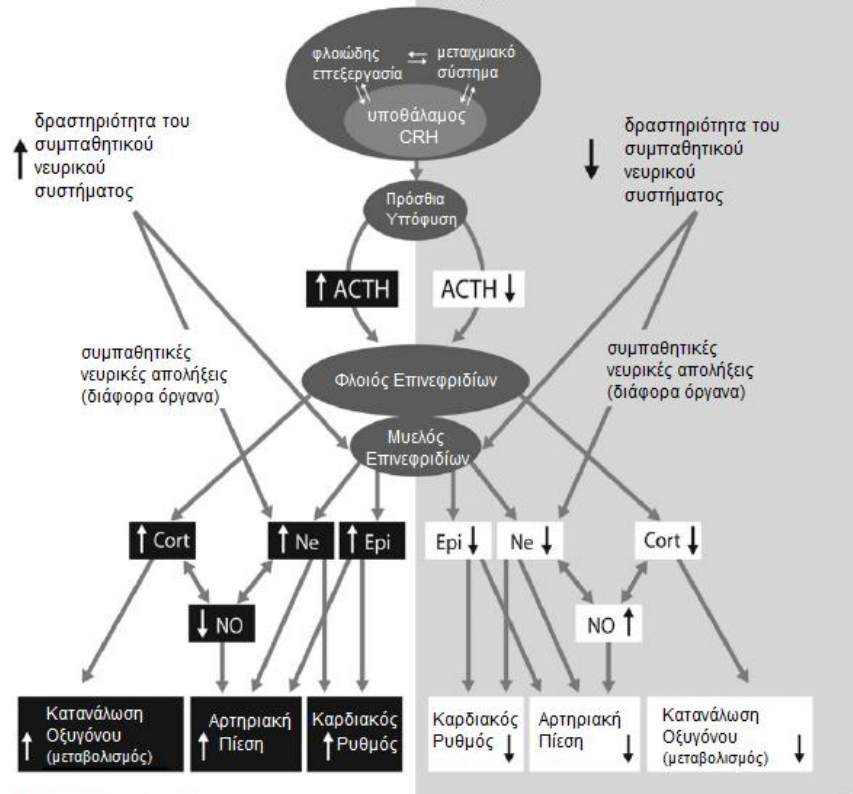 φλοιώδης
επεξεργασία
μεταιχμιακό
σύστημα
υποθάλαμος
CRH
δραστηριότητα του
συμπαθητικού
νευρικού
συστήματος
δραστηριότητα του
συμπαθητικού
νευρικού
συστήματος
Πρόσθια
Υπόφυση
ACTH
ACTH
συμπαθητικές
νευρικές απολήξεις
(διάφορα όργανα)
συμπαθητικές
νευρικές απολήξεις
(διάφορα όργανα)
Φλοιός Επινεφριδίων
Μυελός
Επινεφριδίων
Cort
Ne
Epi
Epi
Ne
Cort
NO
NO
Κατανάλωση
Οξυγόνου
(μεταβολισμός)
Αρτηριακή
Πίεση
Καρδιακός
Ρυθμός
Καρδιακός
Ρυθμός
Αρτηριακή
Πίεση
Κατανάλωση
Οξυγόνου
(μεταβολισμός)